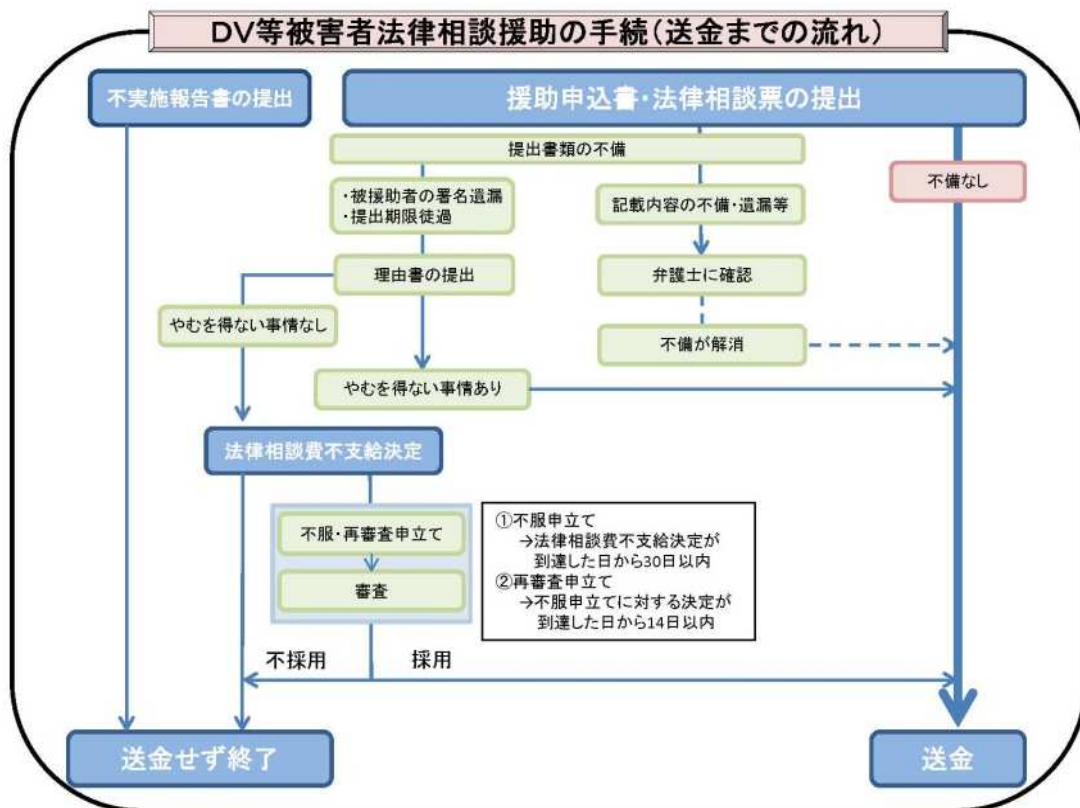 DV等被害者法律相談援助の手続(送金までの流れ)
不実施報告書の提出
援助申込書・法律相談票の提出
提出書類の不備
不備なし
・被援助者の署名遺漏
・提出期限徒過
記載内容の不備・遺漏等
理由書の提出
弁護士に確認
やむを得ない事情なし
不備が解消
やむを得ない事情あり
法律相談費不支給決定
不服・再審査申立て
審査
①不服申立て
→法律相談費不支給決定が
到達した日から30日以内
②再審査申立て
→不服申立てに対する決定が
到達した日から14日以内
不採用
採用
送金せず終了
送金